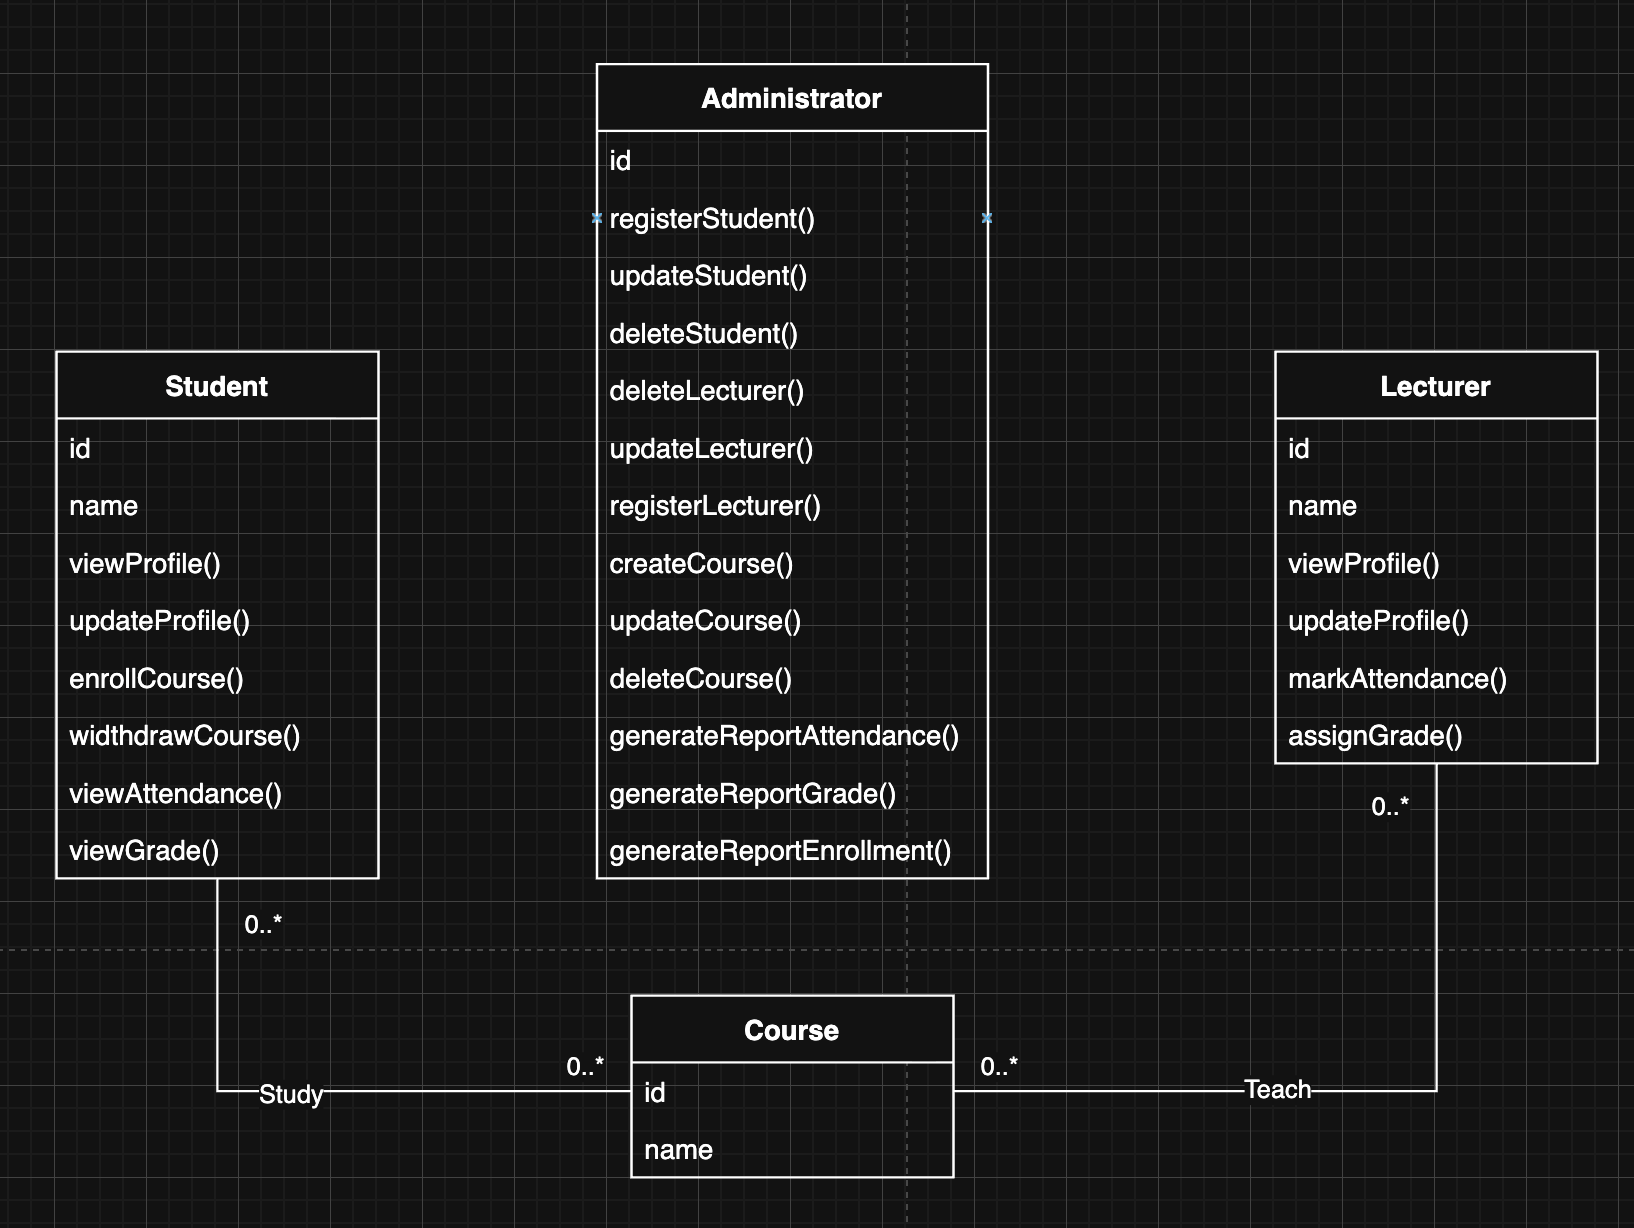 Administrator
id
registerStudent()
updateStudent()
deleteStudent()
deleteLecturer()
updateLecturer()
registerLecturer()
createCourse()
updateCourse()
deleteCourse()
generateReportAttendance()
generateReportGrade()
generateReportEnrollment()
Student
id
name
viewProfile()
updateProfile()
enrollCourse()
widthdrawCourse()
viewAttendance()
viewGrade()
Lecturer
id
name
viewProfile()
updateProfile()
markAttendance()
assignGrade()
0..*
0..*
Course
id
name
0..*
0..*
Study
Teach